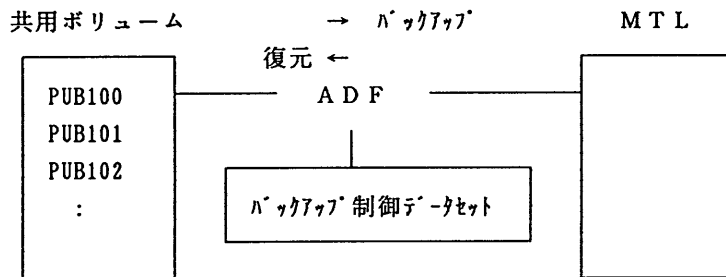 共用ボリューム → ﾊﾞｯｸｱｯﾌﾟ ＭＴＬ
復元 ←
PUB100 ＡＤＦ
PUB101
PUB102
:
ﾊﾞｯｸｱｯﾌﾟ制御ﾃﾞｰﾀｾｯﾄ